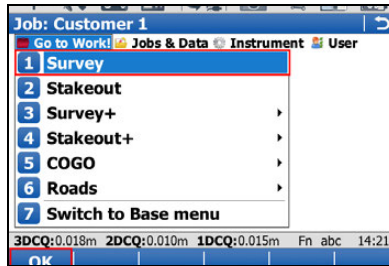 Job: Customer 1
Go to Work! Jobs & Data Instrument User
1 Survey
2 Stakeout
3 Survey+
4 Stakeout+
5 COGO
6 Roads
7 Switch to Base menu
3DCQ:0.018m 2DCQ:0.010m 1DCQ:0.015m Fn abc 14:21
OK